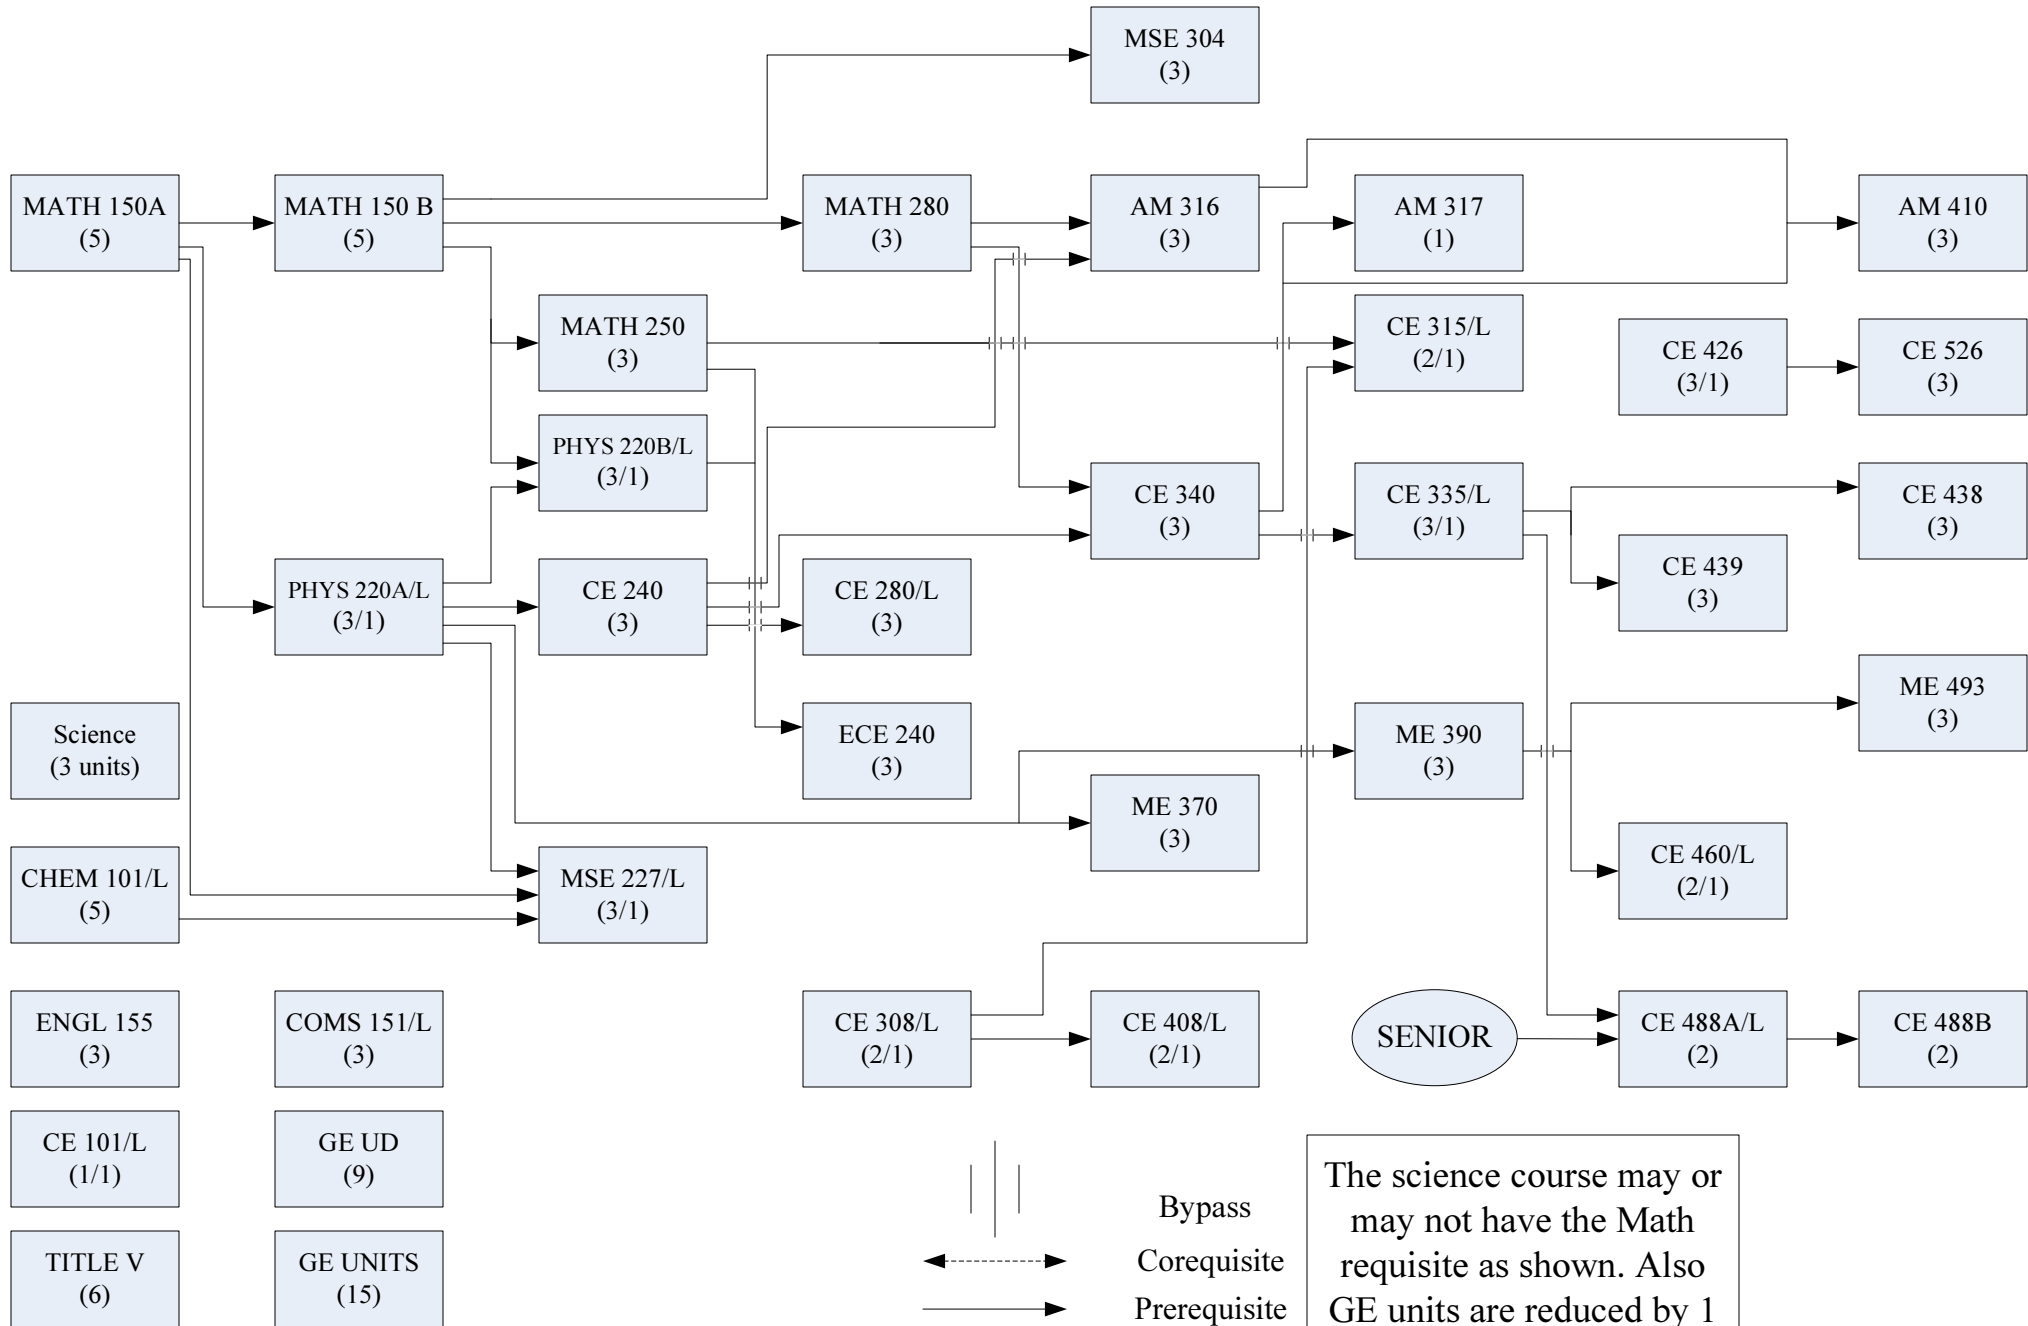 MSE 304
(3)
MATH 150A
(5)
MATH 150 B
(5)
MATH 280
(3)
AM 316
(3)
AM 317
(1)
AM 410
(3)
MATH 250
(3)
CE 315/L
(2/1)
CE 426
(3/1)
CE 526
(3)
PHYS 220B/L
(3/1)
CE 340
(3)
CE 335/L
(3/1)
CE 438
(3)
CE 439
(3)
PHYS 220A/L
(3/1)
CE 240
(3)
CE 280/L
(3)
ME 493
(3)
Science
(3 units)
ECE 240
(3)
ME 390
(3)
ME 370
(3)
CE 460/L
(2/1)
CHEM 101/L
(5)
MSE 227/L
(3/1)
ENGL 155
(3)
COMS 151/L
(3)
CE 308/L
(2/1)
CE 408/L
(2/1)
SENIOR
CE 488A/L
(2)
CE 488B
(2)
CE 101/L
(1/1)
GE UD
(9)
TITLE V
(6)
GE UNITS
(15)
Bypass
Corequisite
Prerequisite
The science course may or
may not have the Math
requisite as shown. Also
GE units are reduced by 1